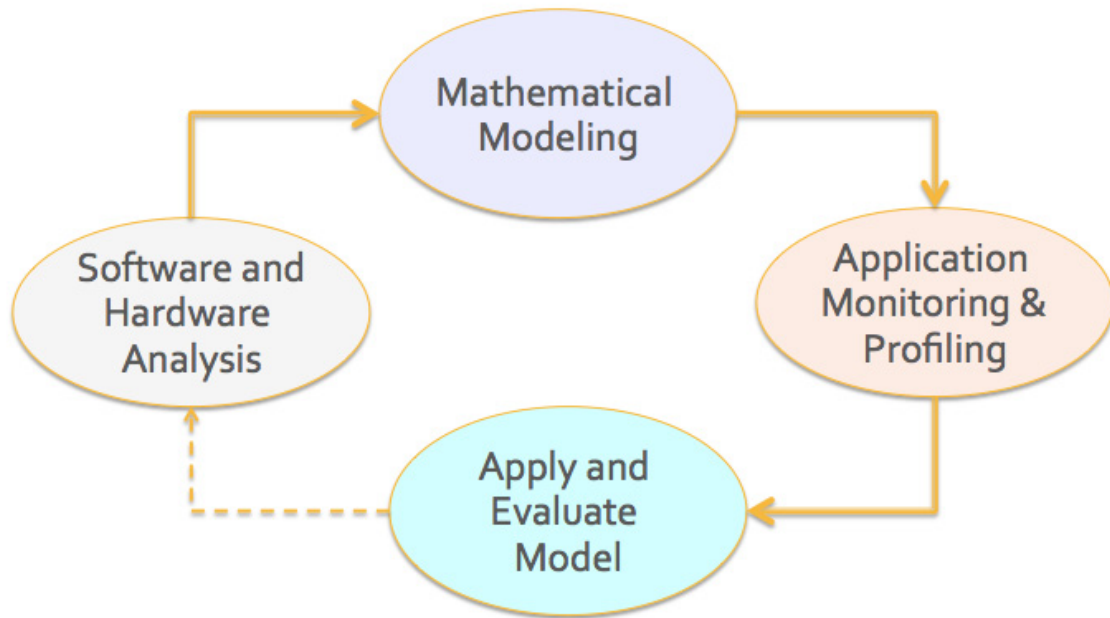 Mathematical
Modeling
Software and
Hardware
Analysis
Application
Monitoring &
Profiling
Apply and
Evaluate
Model